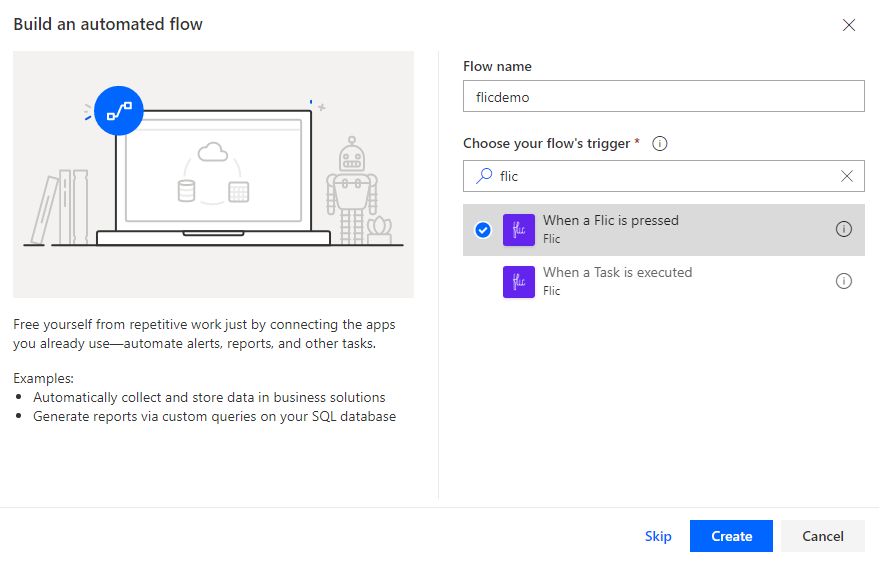 Build an automated flow
Free yourself from repetitive work just by connecting the apps
you already use—automate alerts, reports, and other tasks.
Examples:
Automatically collect and store data in business solutions
Generate reports via custom queries on your SQL database
Flow name
flicdemo
Choose your flow's trigger *
flic
flic
When a Flic is pressed
Flic
flic
When a Task is executed
Flic
Skip
Create
Cancel